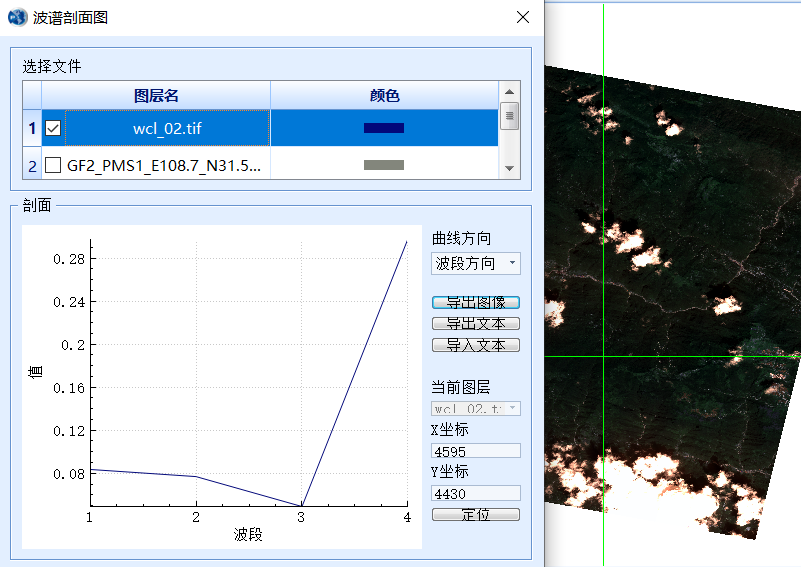 波谱剖面图
选择文件
图层名 颜色
1 wcl_02.tif
2 GF2_PMS1_E108.7_N31.5...
剖面
曲线方向
波段方向
导出图像
导出文本
导入文本
当前图层
wcl_02.ti
X坐标
4595
Y坐标
4430
定位
0.28
0.24
0.2
0.16
0.12
0.08
值
1 2 3 4
波段